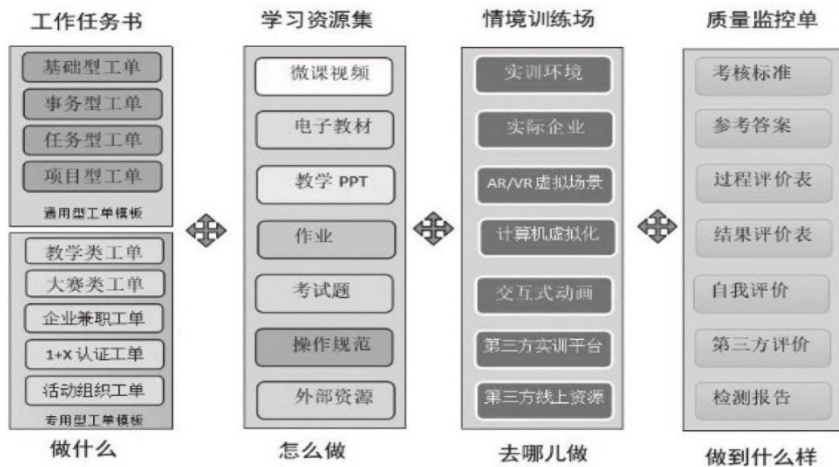 工作任务书
基础型工单
事务型工单
任务型工单
项目型工单
通用型工单模板
教学类工单
大赛类工单
企业兼职工单
1+X 认证工单
活动组织工单
专用型工单模板
做什么
学习资源集
微课视频
电子教材
教学 PPT
作业
考试题
操作规范
外部资源
怎么做
情境训练场
实训环境
实际企业
AR/VR 虚拟场景
计算机虚拟化
交互式动画
第三方实训平台
第三方线上资源
去哪儿做
质量监控单
考核标准
参考答案
过程评价表
结果评价表
自我评价
第三方评价
检测报告
做到什么样